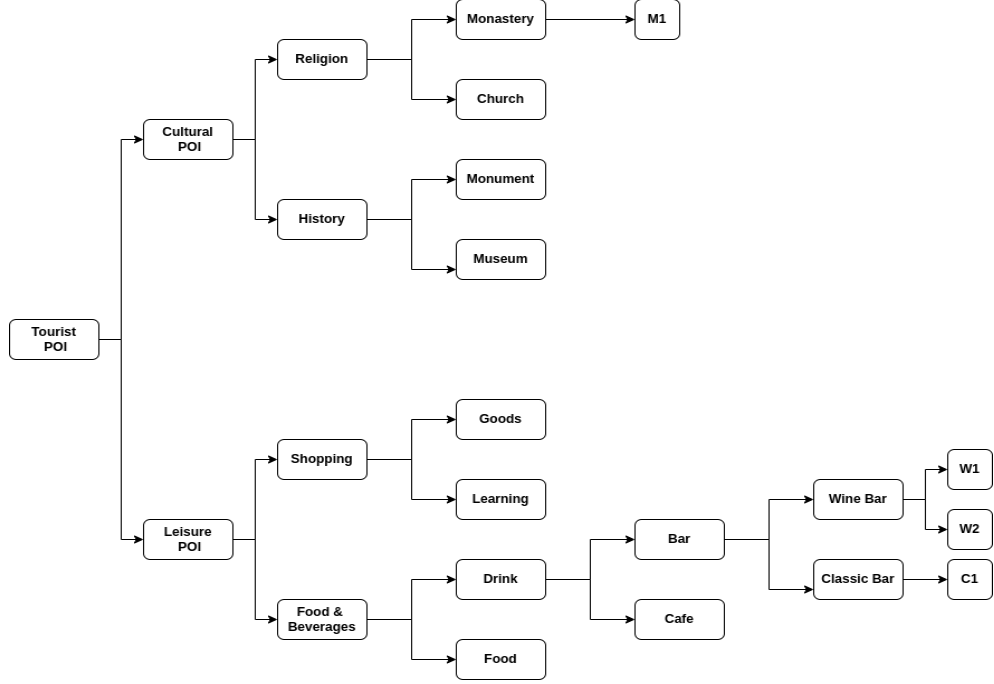 Monastery
M1
Religion
Church
Cultural
POI
Monument
History
Museum
Tourist
POI
Goods
Shopping
Learning
Leisure
POI
Wine Bar
W1
W2
Bar
Classic Bar
C1
Drink
Cafe
Food &
Beverages
Food